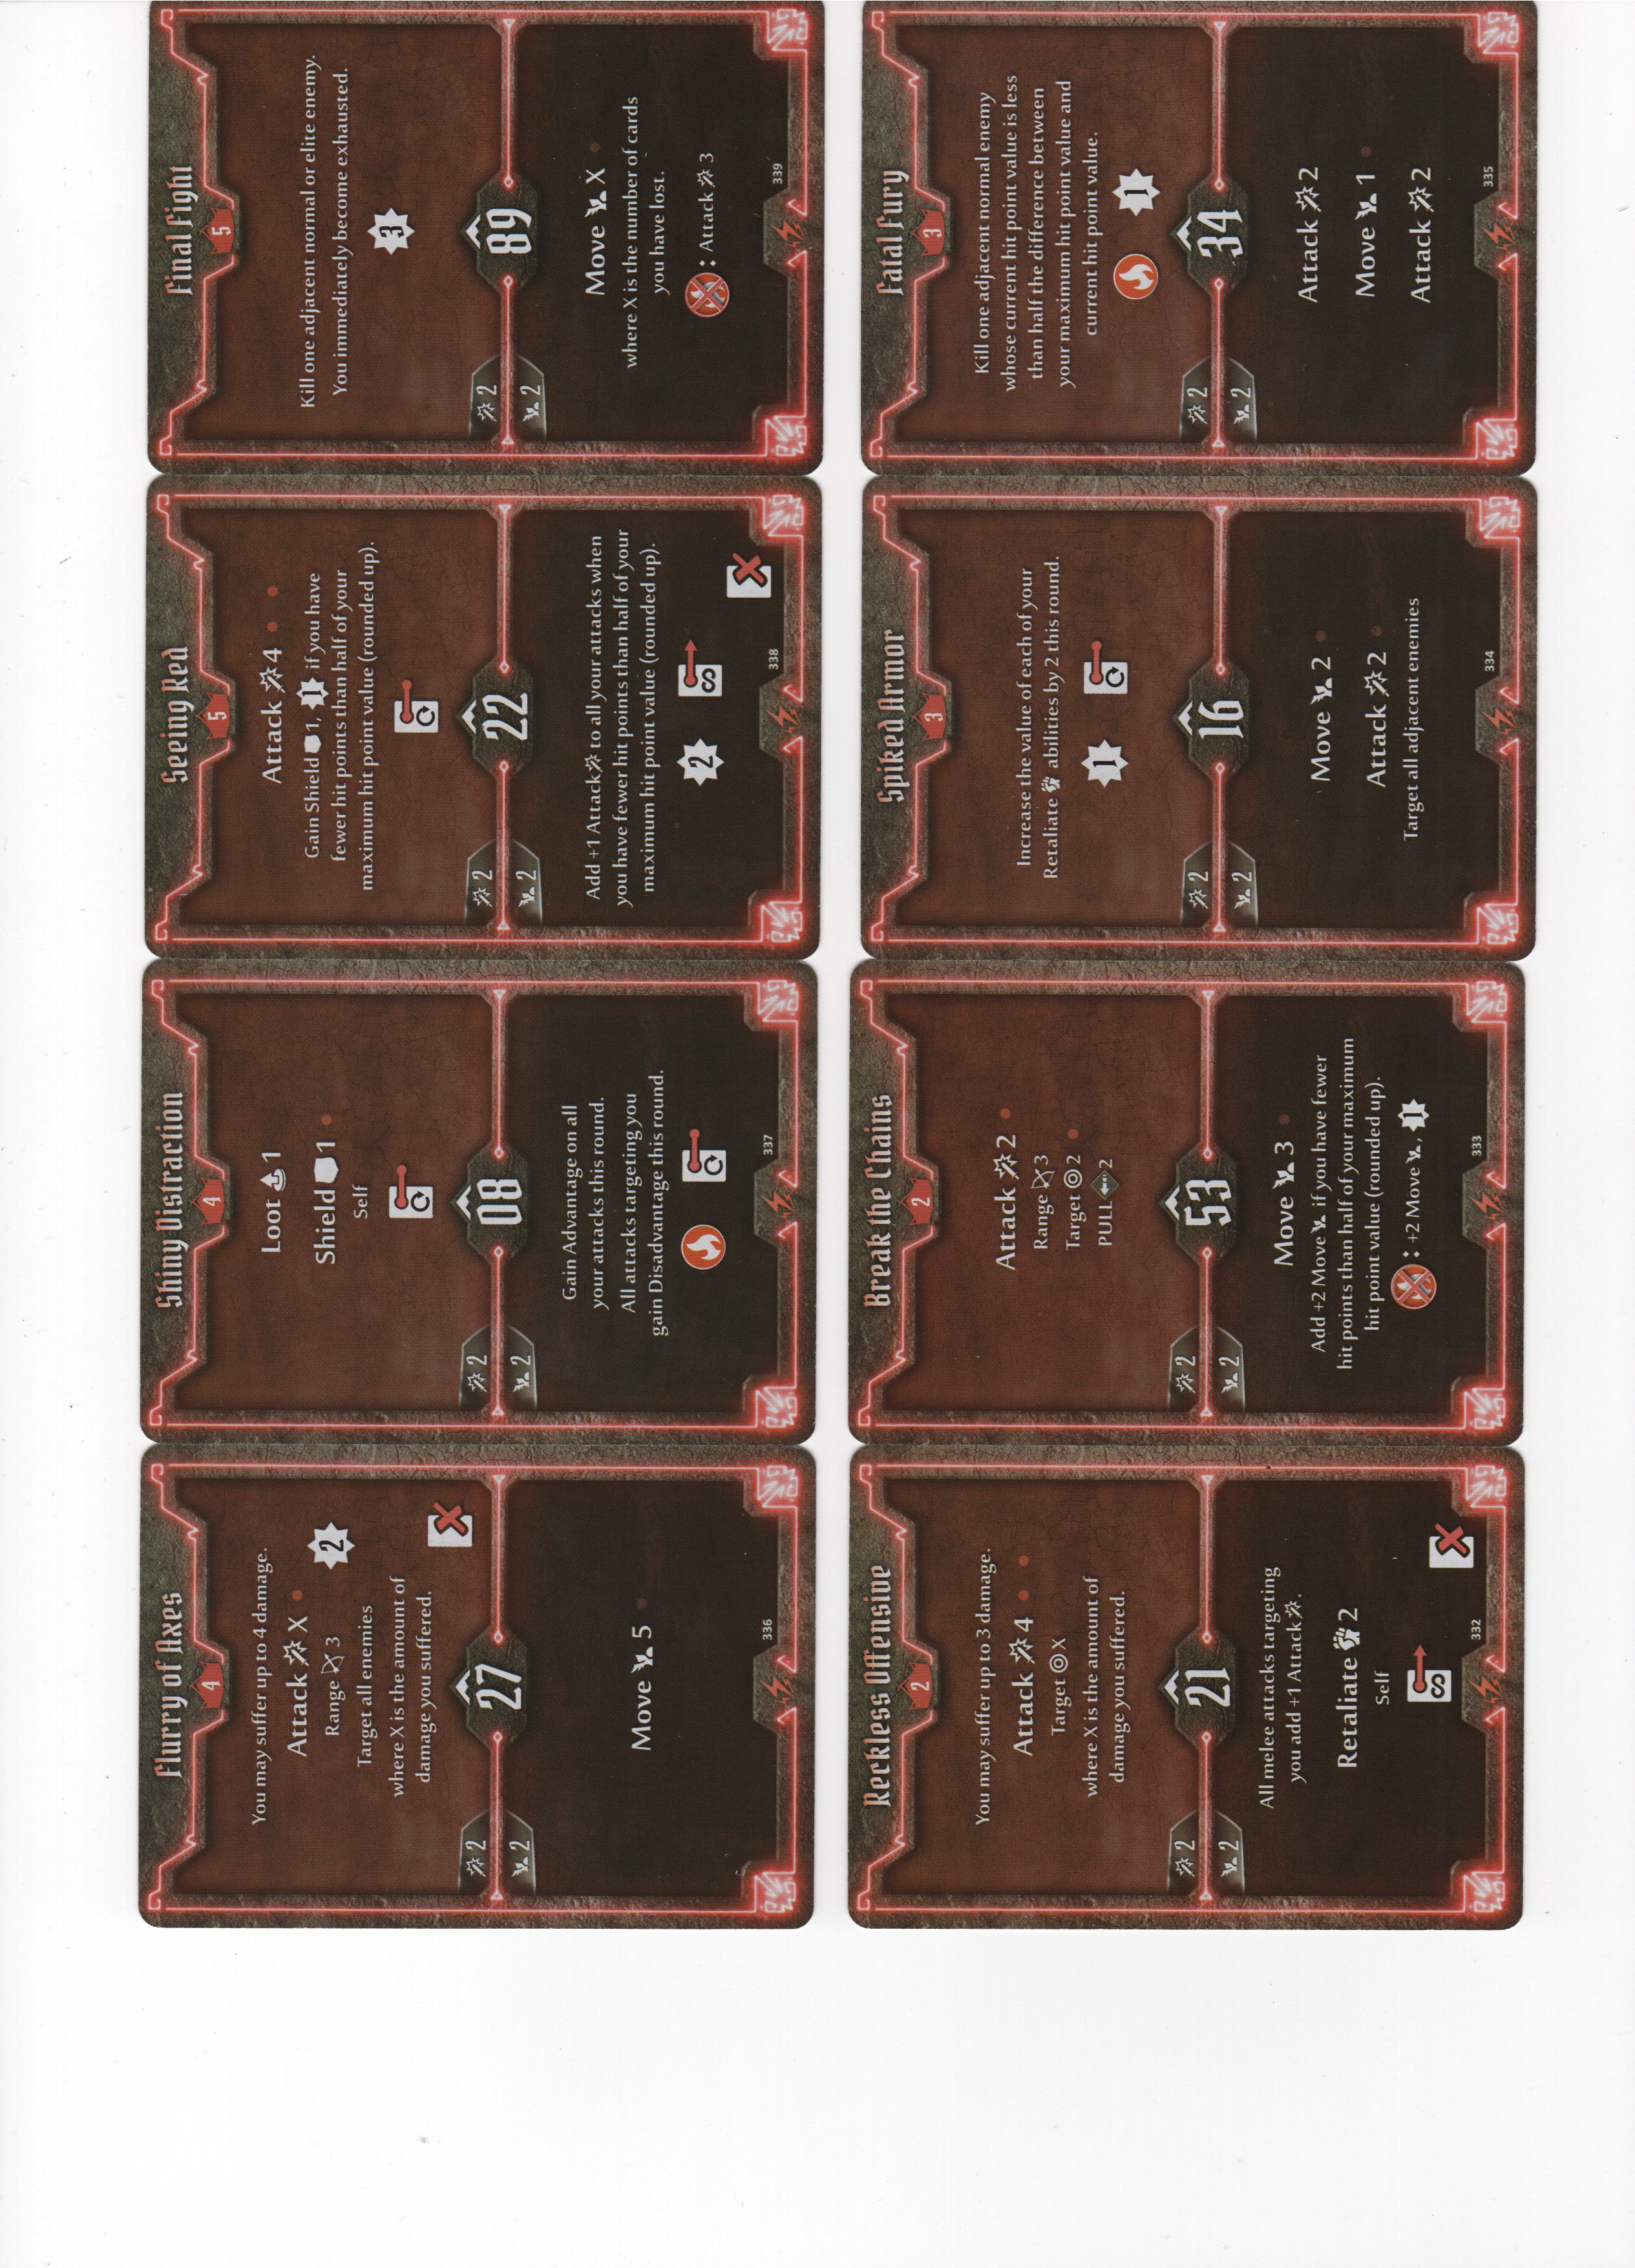 Flurry of Axes
4
You may suffer up to 4 damage.
Attack X
Range 3
2
Target all enemies
where X is the amount of
damage you suffered.
2
27
2
Move 5
336
Shiny Distraction
4
Loot 1
Shield 1
Self
2
08
2
Gain Advantage on all
your attacks this round.
All attacks targeting you
gain Disadvantage this round.
337
Seeing Red
5
Attack 4
Gain Shield 1, 1 if you have
fewer hit points than half of your
maximum hit point value (rounded up).
2
22
2
Add +1 Attack to all your attacks when
you have fewer hit points than half of your
maximum hit point value (rounded up).
2
S
338
Final Fight
5
Kill one adjacent normal or elite enemy.
You immediately become exhausted.
3
2
89
2
Move X
where X is the number of cards
you have lost.
: Attack 3
339
Reckless Offensive
2
You may suffer up to 3 damage.
Attack 4
Target X
where X is the amount of
damage you suffered.
2
21
2
All melee attacks targeting
you add +1 Attack.
Retaliate 2
Self
S
332
Break the Chains
2
Attack 2
Range 3
Target 2
PULL 2
2
53
2
Move 3
Add +2 Move if you have fewer
hit points than half of your maximum
hit point value (rounded up).
: +2 Move, 1
333
Spiked Armor
3
Increase the value of each of your
Retaliate abilities by 2 this round.
1
2
16
2
Move 2
Attack 2
Target all adjacent enemies
334
Fatal Fury
3
Kill one adjacent normal enemy
whose current hit point value is less
than half the difference between
your maximum hit point value and
current hit point value.
1
2
34
2
Attack 2
Move 1
Attack 2
335